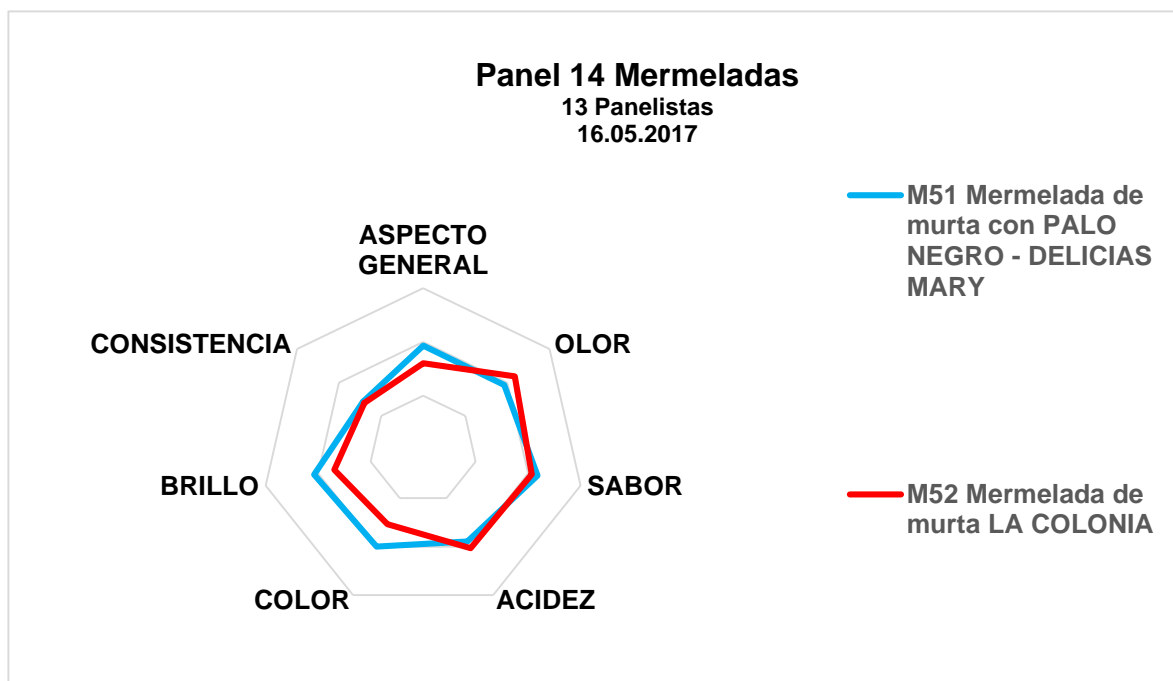 Panel 14 Mermeladas
13 Panelistas
16.05.2017
ASPECTO
GENERAL
OLOR
SABOR
ACIDEZ
COLOR
BRILLO
CONSISTENCIA
M51 Mermelada de
murta con PALO
NEGRO - DELICIAS
MARY
M52 Mermelada de
murta LA COLONIA